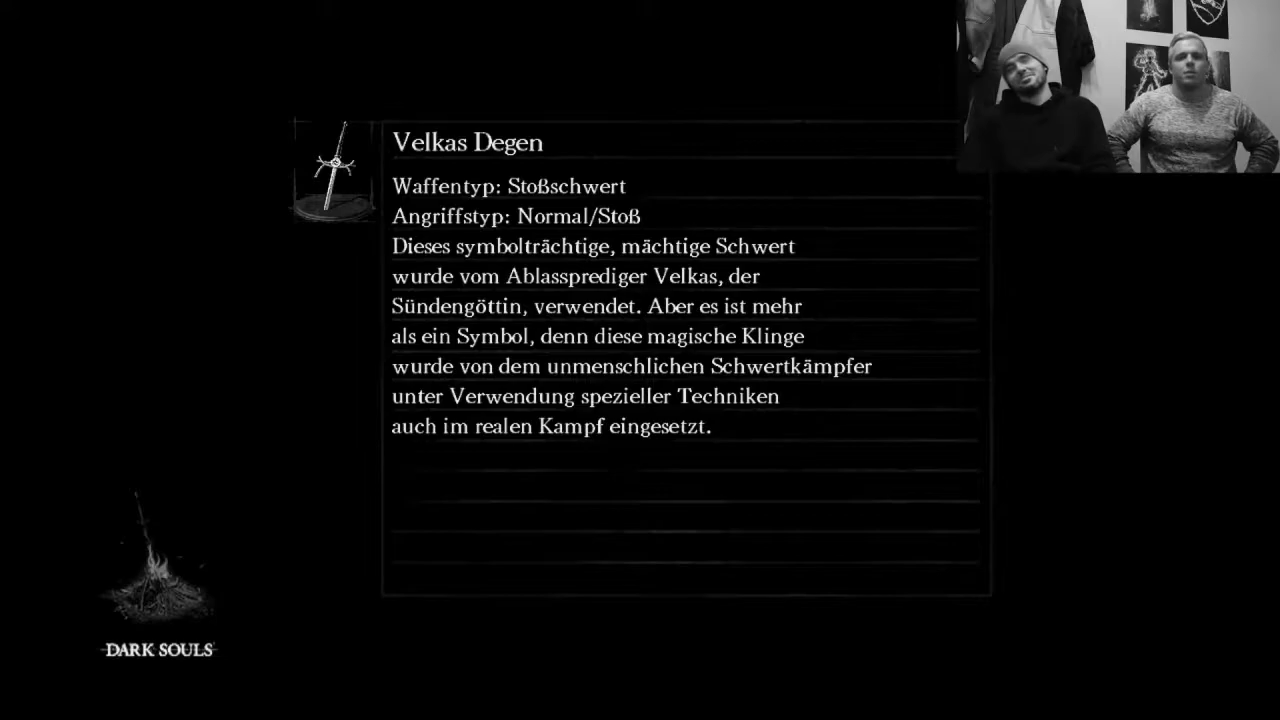 Velkas Degen
Waffentyp: Stoßschwert
Angriffstyp: Normal/Stoß
Dieses symbolträchtige, mächtige Schwert
wurde vom Ablassprediger Velkas, der
Sündengöttin, verwendet. Aber es ist mehr
als ein Symbol, denn diese magische Klinge
wurde von dem unmenschlichen Schwertkämpfer
unter Verwendung spezieller Techniken
auch im realen Kampf eingesetzt.
DARK SOULS